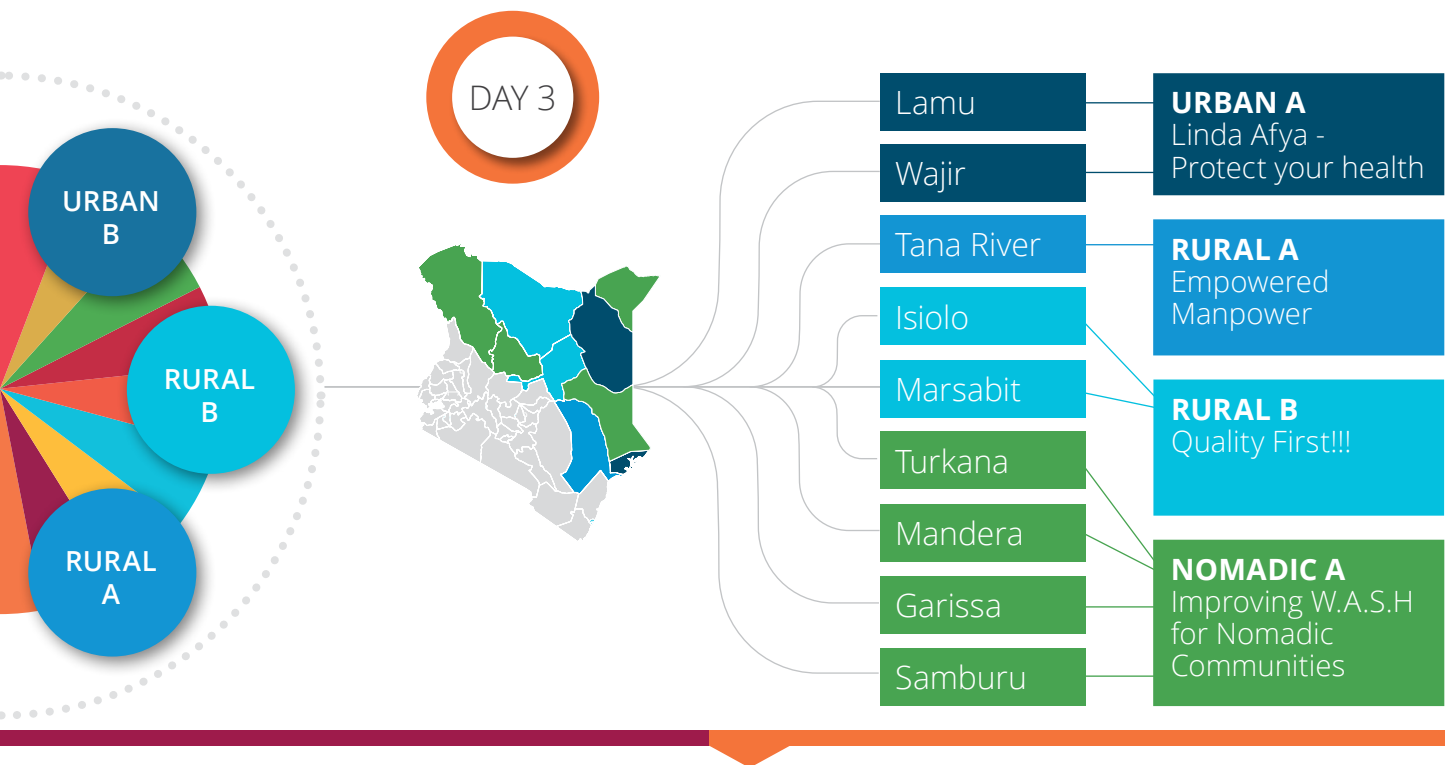 DAY 3
URBAN
B
RURAL
B
RURAL
A
Lamu
Wajir
Tana River
Isiolo
Marsabit
Turkana
Mandera
Garissa
Samburu
URBAN A
Linda Afya -
Protect your health
RURAL A
Empowered
Manpower
RURAL B
Quality First!!!
NOMADIC A
Improving W.A.S.H
for Nomadic
Communities